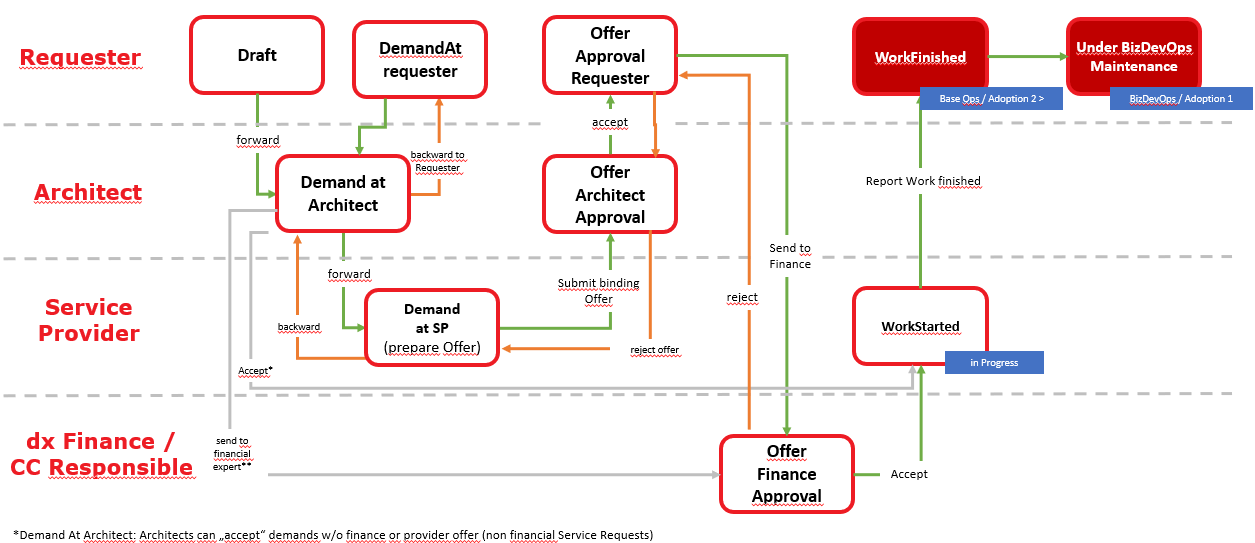 Requester
Draft
DemandAt
requester
Offer
Approval
Requester
WorkFinished
Under BizDevOps
Maintenance
Base Ops / Adoption 2 >
BizDevOps / Adoption 1
forward
accept
backward to
Requester
Architect
Demand at
Architect
Offer
Architect
Approval
Report Work finished
Send to
Finance
forward
Submit binding
Offer
reject
Service
Provider
Demand
at SP
(prepare Offer)
backward
reject offer
WorkStarted
in Progress
Accept*
dx Finance /
CC Responsible
send to
financial
expert**
Offer
Finance
Approval
Accept
*Demand At Architect: Architects can „accept“ demands w/o finance or provider offer (non financial Service Requests)